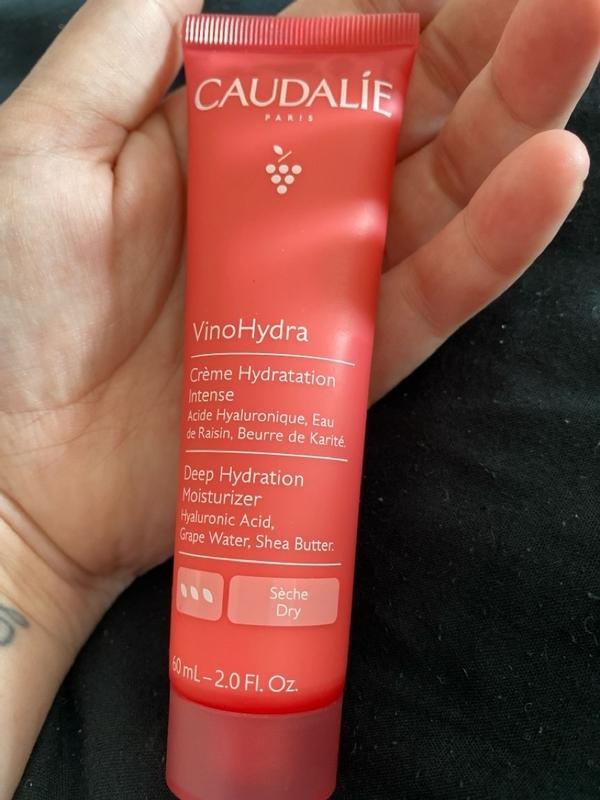 CAUDALÍE
PARIS
VinoHydra
Crème Hydratation
Intense
Acide Hyaluronique, Eau
de Raisin, Beurre de Karité.
Deep Hydration
Moisturizer
Hyaluronic Acid,
Grape Water, Shea Butter.
Sèche
Dry
60 mL – 2.0 Fl. Oz.